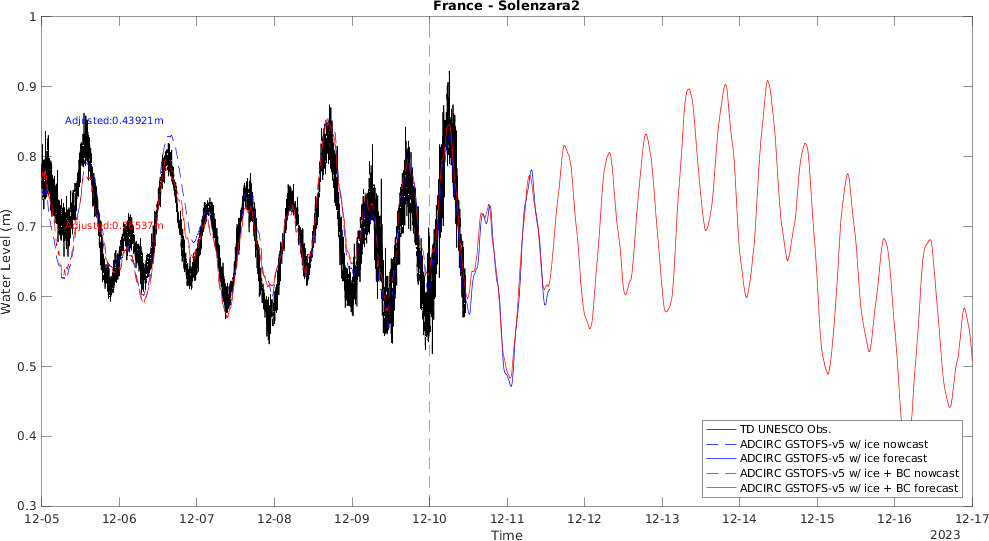 France - Solenzara2
Water Level (m)
1
0.9
0.8
0.7
0.6
0.5
0.4
0.3
Adjusted:0.43921m
TD UNESCO Obs.
ADCIRC GSTOFS-v5 w/ ice nowcast
ADCIRC GSTOFS-v5 w/ ice forecast
ADCIRC GSTOFS-v5 w/ ice + BC nowcast
ADCIRC GSTOFS-v5 w/ ice + BC forecast
12-05 12-06 12-07 12-08 12-09 12-10 12-11 12-12 12-13 12-14 12-15 12-16 12-17
Time
2023